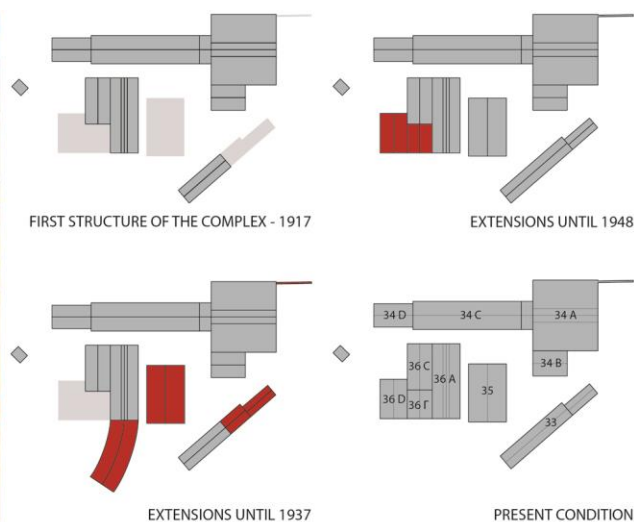 FIRST STRUCTURE OF THE COMPLEX - 1917
EXTENSIONS UNTIL 1948
34 D
34 C
34 A
34 B
36 C
36 A
36 D
36 Γ
35
33
EXTENSIONS UNTIL 1937
PRESENT CONDITION